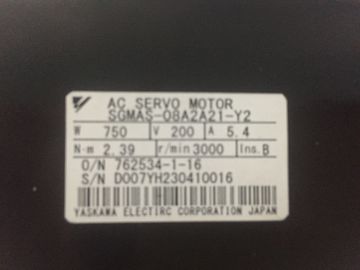 AC SERVO MOTOR
SGMAS-08A2A21-Y2
W 750 V 200 A 5.4
N·m 2.39 r/min 3000 Ins. B
O/N 762534-1-16
S/N D007YH230410016
YASKAWA ELECTIRC CORPORATION JAPAN